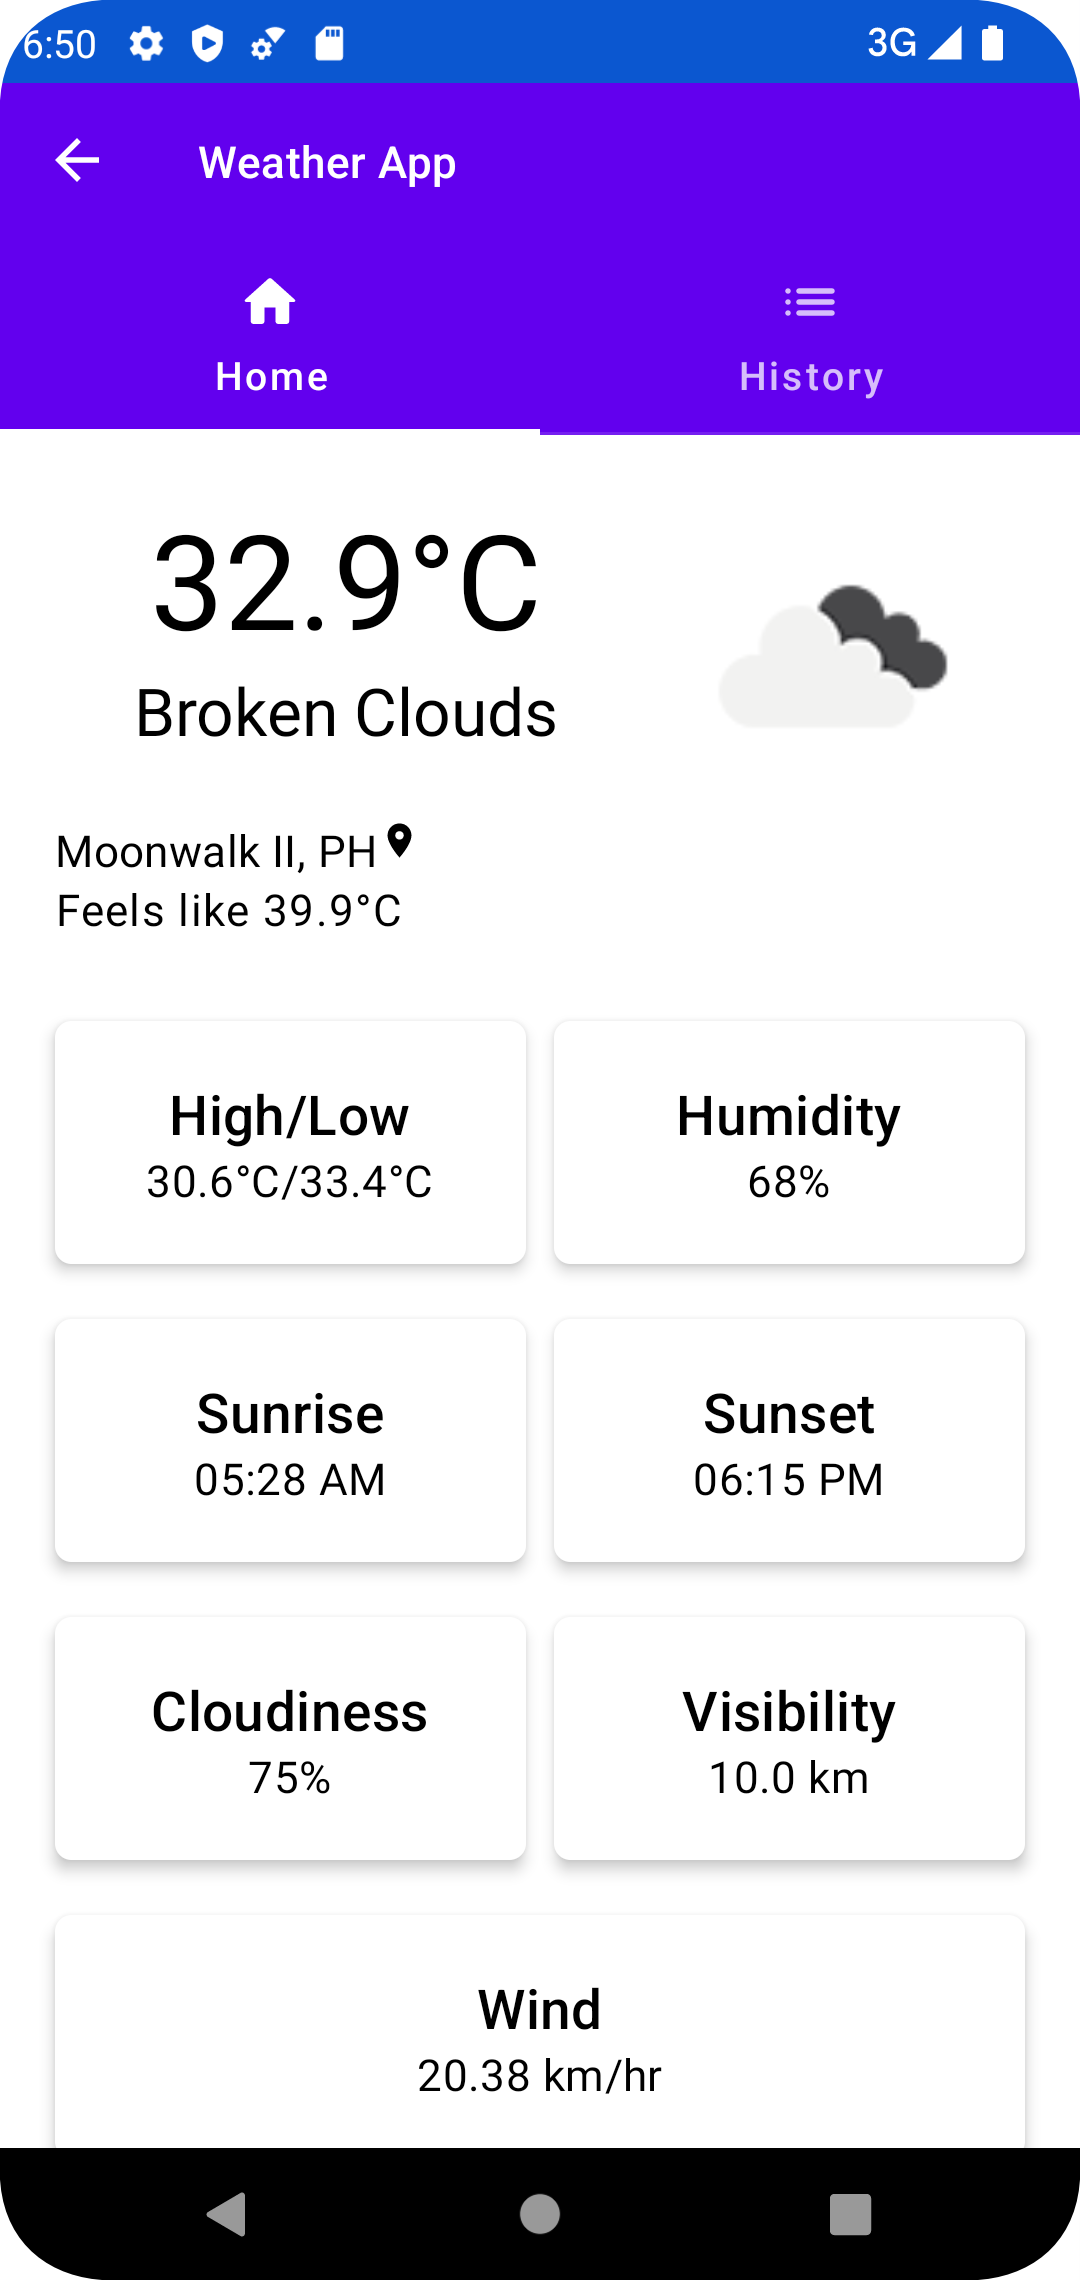 6:50 3G
Weather App
Home History
32.9°C
Broken Clouds
Moonwalk II, PH
Feels like 39.9°C
High/Low
30.6°C/33.4°C
Humidity
68%
Sunrise
05:28 AM
Sunset
06:15 PM
Cloudiness
75%
Visibility
10.0 km
Wind
20.38 km/hr